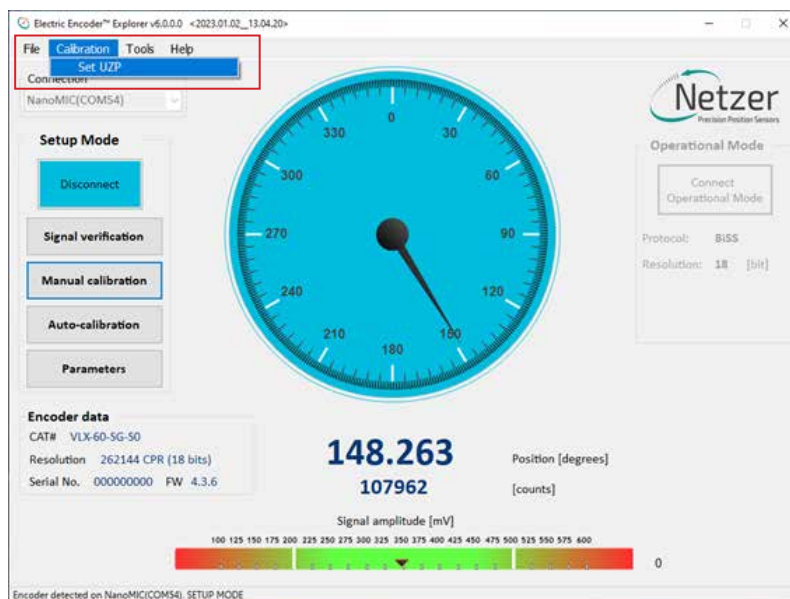 Electric Encoder™ Explorer v6.0.0.0 <2023.01.02__13.04.20>
File Calibration Tools Help
Set UZP
Connection
NanoMIC(COM54)
Setup Mode
Disconnect
Signal verification
Manual calibration
Auto-calibration
Parameters
Encoder data
CAT# VLX-60-SG-S0
Resolution 262144 CPR (18 bits)
Serial No. 000000000 FW 4.3.6
0
30
60
90
120
150
180
210
240
270
300
330
148.263 Position [degrees]
107962 [counts]
Signal amplitude [mV]
100 125 150 175 200 225 250 275 300 325 350 375 400 425 450 475 500 525 550 575 600
0
Netzer
Precision Position Sensors
Operational Mode
Connect
Operational Mode
Protocol: BiSS
Resolution: 18 [bit]
Encoder detected on NanoMIC(COM54). SETUP MODE